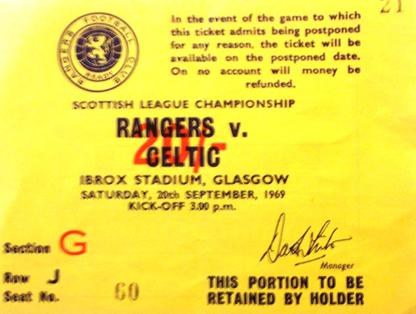 21
RANGERS FOOTBALL CLUB
READY
In the event of the game to which
this ticket admits being postponed
for any reason, the ticket will be
available on the postponed date.
On no account will money be
refunded.
SCOTTISH LEAGUE CHAMPIONSHIP
RANGERS v.
20/-
CELTIC
IBROX STADIUM, GLASGOW
SATURDAY, 20th SEPTEMBER, 1969
KICK-OFF 3.00 p.m.
Section G
Manager
Row J
Seat No. 60
THIS PORTION TO BE
RETAINED BY HOLDER